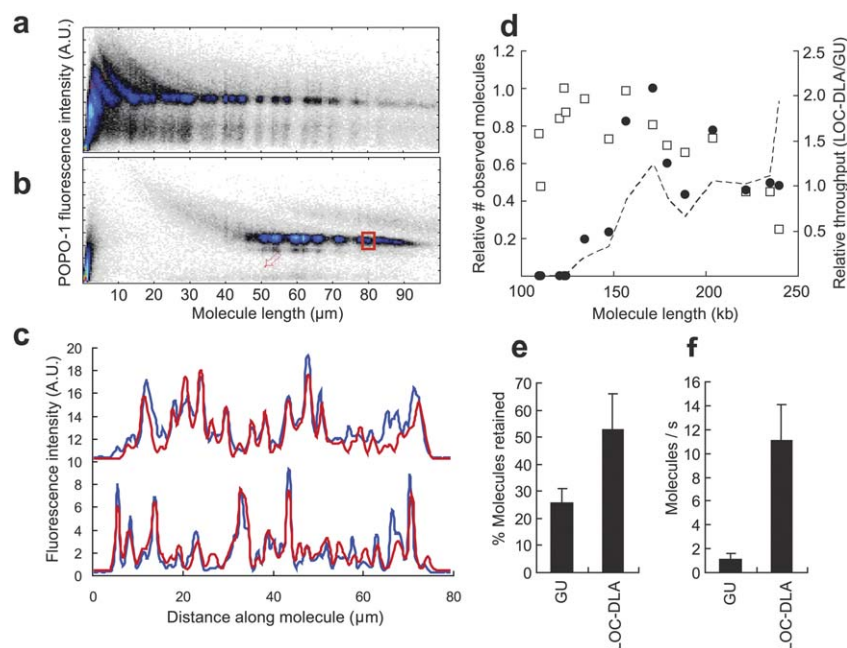 a
POPO-1 fluorescence intensity (A.U.)
b
10 20 30 40 50 60 70 80 90
Molecule length (µm)
c
Fluorescence intensity (A.U.)
20
18
16
14
12
10
8
6
4
2
0
0 20 40 60 80
Distance along molecule (µm)
d
Relative # observed molecules
1.2
1.0
0.8
0.6
0.4
0.2
100 150 200 250
Molecule length (kb)
2.5
2.0
1.5
1.0
0.5
Relative throughput (LOC-DLA/GU)
e
% Molecules retained
70
60
50
40
30
20
10
0
GU
LOC-DLA
f
Molecules / s
16
14
12
10
8
6
4
2
0
GU
LOC-DLA